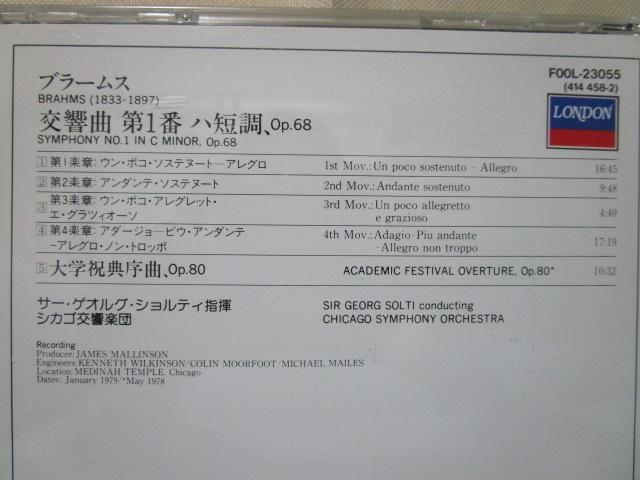 FOOL-23055
(414 458-2)
LONDON
ブラームス
BRAHMS (1833-1897)
交響曲 第1番 ハ短調、Op.68
SYMPHONY NO.1 IN C MINOR, Op.68
1 第1楽章: ウン・ポコ・ソステヌート―アレグロ 1st Mov.: Un poco sostenuto - Allegro 16:45
2 第2楽章: アンダンテ・ソステヌート 2nd Mov.: Andante sostenuto 9:48
3 第3楽章: ウン・ポコ・アレグレット・ 3rd Mov.: Un poco allegretto
エ・グラツィオーソ e grazioso 4:40
4 第4楽章: アダージョ―ピウ・アンダンテ 4th Mov.: Adagio-Piu andante
-アレグロ・ノン・トロッポ -Allegro non troppo 17:19
5 大学祝典序曲、Op.80 ACADEMIC FESTIVAL OVERTURE, Op.80* 10:32
サー・ゲオルグ・ショルティ指揮 SIR GEORG SOLTI conducting
シカゴ交響楽団 CHICAGO SYMPHONY ORCHESTRA
Recording
Producer: JAMES MALLINSON
Engineers: KENNETH WILKINSON/COLIN MOORFOOT/MICHAEL MAILES
Location: MEDINAH TEMPLE, Chicago
Dates: January 1979/*May 1978